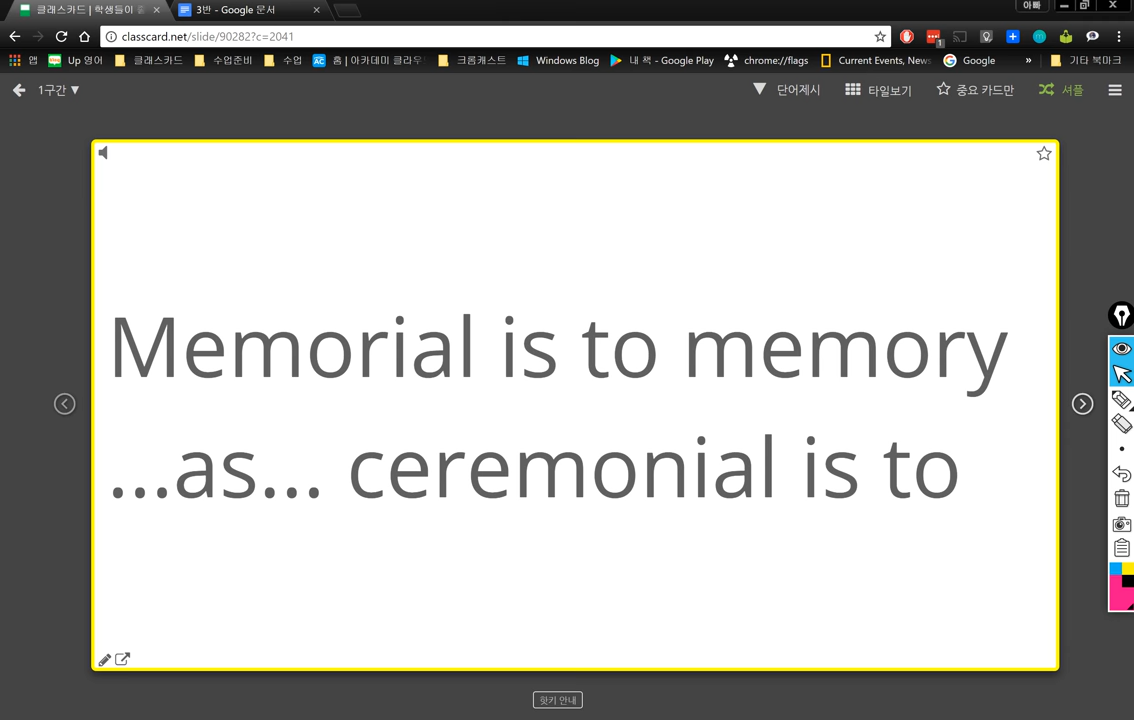 클래스카드 | 학생들이 즐
3반 - Google 문서
아빠
classcard.net/slide/90282?c=2041
앱
Up 영어
클래스카드
수업준비
수업
홈 | 아카데미 클라우
크롬캐스트
Windows Blog
내 책 - Google Play
chrome://flags
Current Events, News
Google
»
기타 북마크
1구간 ▼
단어제시
타일보기
중요 카드만
셔플
Memorial is to memory
...as... ceremonial is to
핫키 안내